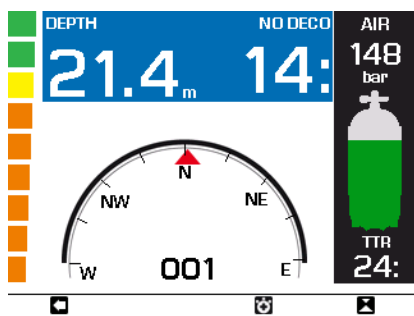 DEPTH NO DECO AIR
21.4m 14: 148
bar
N
NW NE
W 001 E
TTR
24: